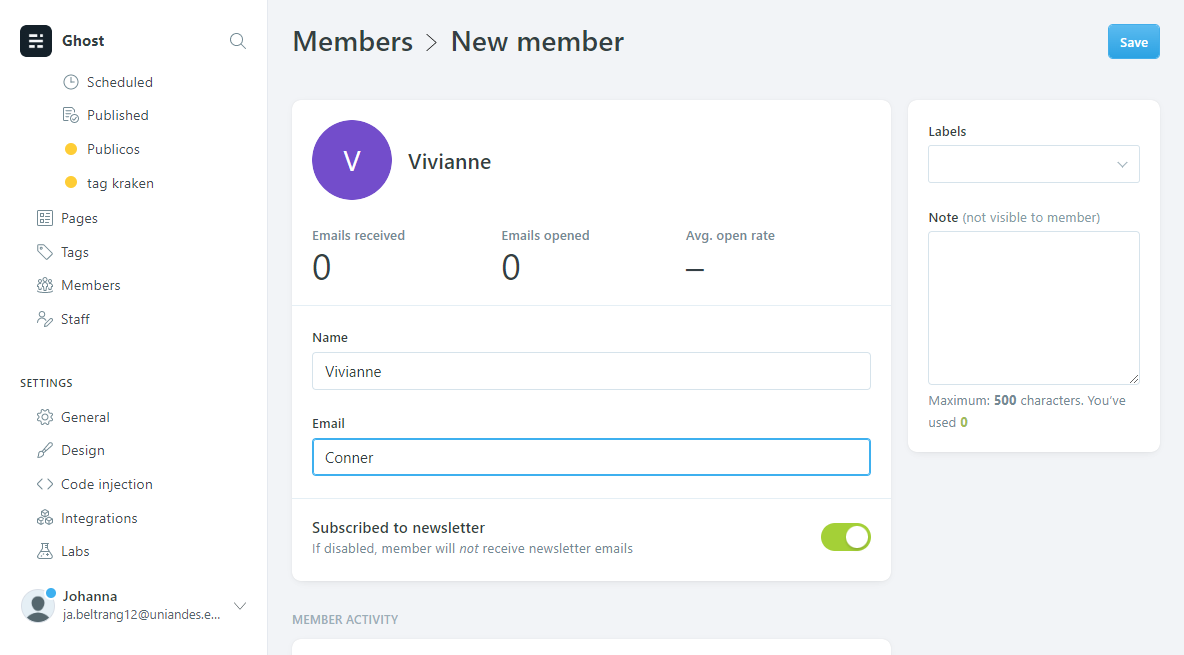 Ghost
Scheduled
Published
Publicos
tag kraken
Pages
Tags
Members
Staff
SETTINGS
General
Design
Code injection
Integrations
Labs
Johanna
ja.beltrang12@uniandes.e...
Members > New member
Save
V
Vivianne
Emails received
0
Emails opened
0
Avg. open rate
–
Name
Vivianne
Email
Conner
Subscribed to newsletter
If disabled, member will not receive newsletter emails
MEMBER ACTIVITY
Labels
Note (not visible to member)
Maximum: 500 characters. You’ve
used 0